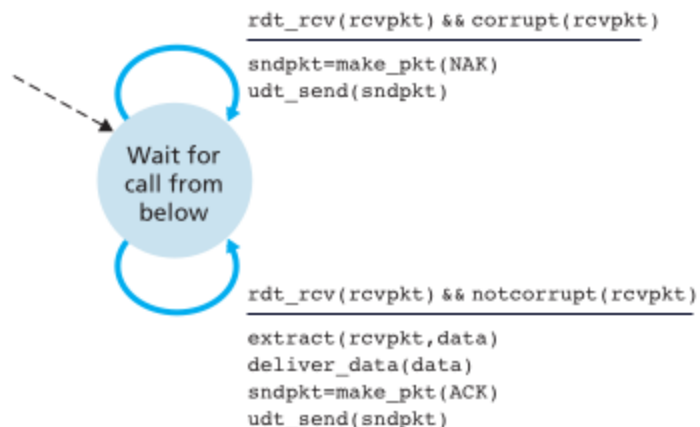 rdt_rcv(rcvpkt) && corrupt(rcvpkt)
sndpkt=make_pkt(NAK)
udt_send(sndpkt)
Wait for
call from
below
rdt_rcv(rcvpkt) && notcorrupt(rcvpkt)
extract(rcvpkt,data)
deliver_data(data)
sndpkt=make_pkt(ACK)
udt_send(sndpkt)